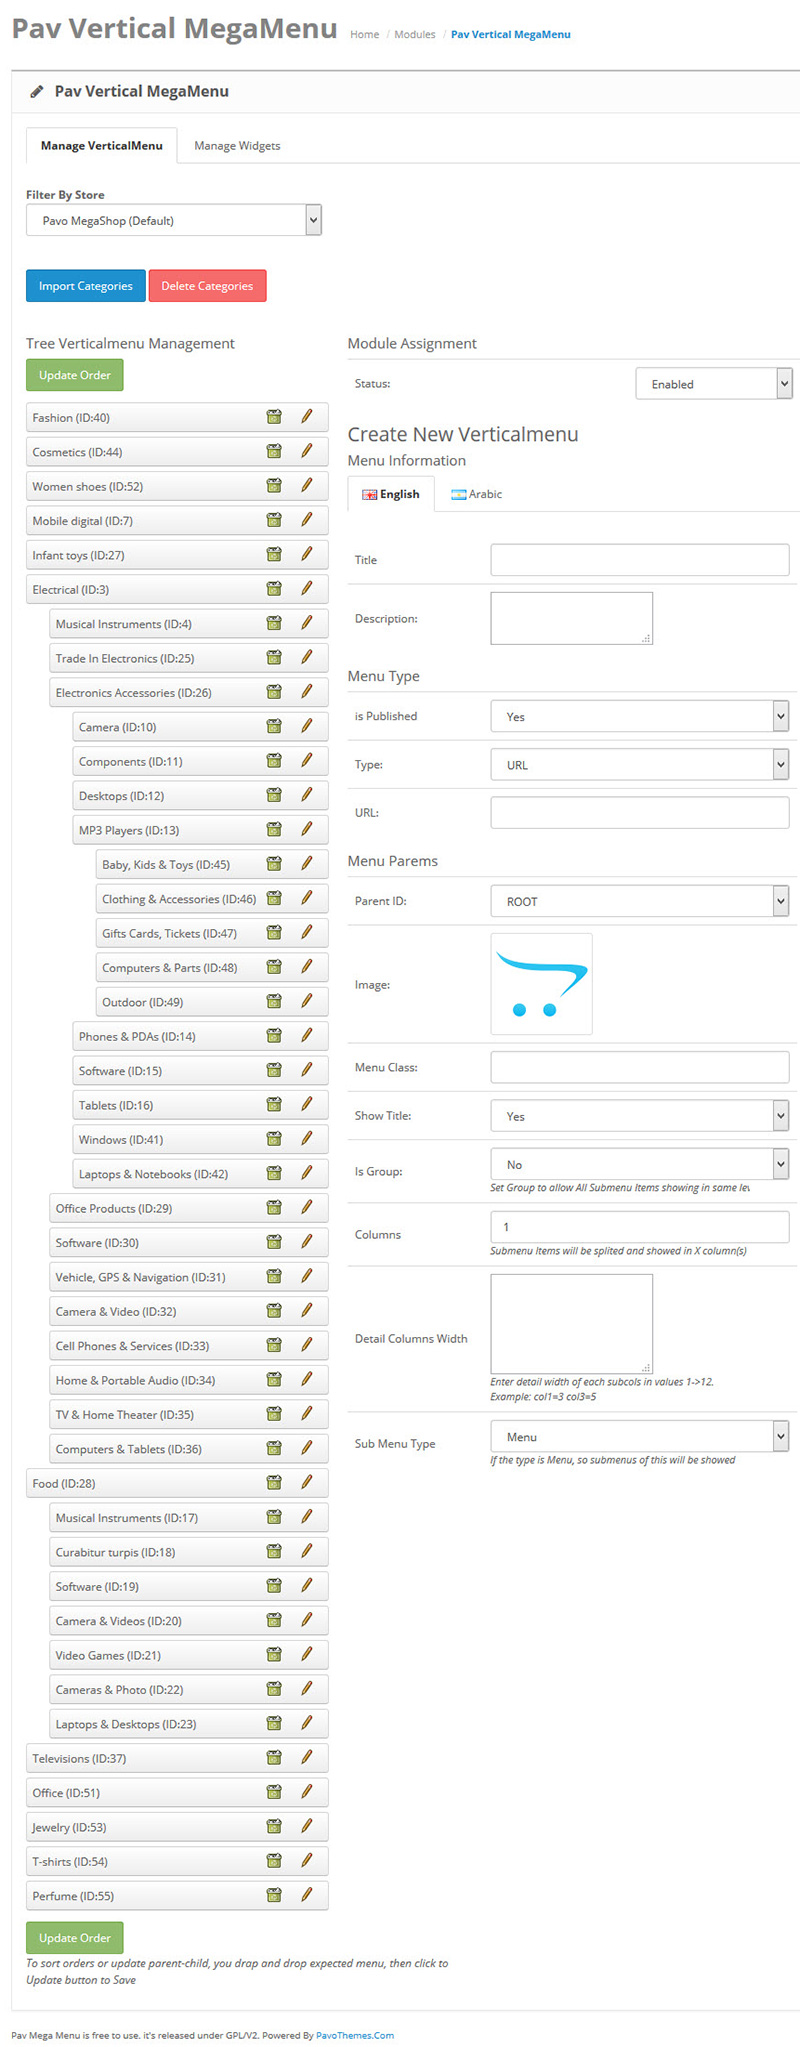 Pav Vertical MegaMenu Home / Modules / Pav Vertical MegaMenu
Pav Vertical MegaMenu
Manage VerticalMenu Manage Widgets
Filter By Store
Pavo MegaShop (Default)
Import Categories Delete Categories
Tree Verticalmenu Management
Update Order
Fashion (ID:40)
Cosmetics (ID:44)
Women shoes (ID:52)
Mobile digital (ID:7)
Infant toys (ID:27)
Electrical (ID:3)
Musical Instruments (ID:4)
Trade In Electronics (ID:25)
Electronics Accessories (ID:26)
Camera (ID:10)
Components (ID:11)
Desktops (ID:12)
MP3 Players (ID:13)
Baby, Kids & Toys (ID:45)
Clothing & Accessories (ID:46)
Gifts Cards, Tickets (ID:47)
Computers & Parts (ID:48)
Outdoor (ID:49)
Phones & PDAs (ID:14)
Software (ID:15)
Tablets (ID:16)
Windows (ID:41)
Laptops & Notebooks (ID:42)
Office Products (ID:29)
Software (ID:30)
Vehicle, GPS & Navigation (ID:31)
Camera & Video (ID:32)
Cell Phones & Services (ID:33)
Home & Portable Audio (ID:34)
TV & Home Theater (ID:35)
Computers & Tablets (ID:36)
Food (ID:28)
Musical Instruments (ID:17)
Curabitur turpis (ID:18)
Software (ID:19)
Camera & Videos (ID:20)
Video Games (ID:21)
Cameras & Photo (ID:22)
Laptops & Desktops (ID:23)
Televisions (ID:37)
Office (ID:51)
Jewelry (ID:53)
T-shirts (ID:54)
Perfume (ID:55)
Update Order
To sort orders or update parent-child, you drap and drop expected menu, then click to
Update button to Save
Module Assignment
Status: Enabled
Create New Verticalmenu
Menu Information
English Arabic
Title
Description:
Menu Type
is Published Yes
Type: URL
URL:
Menu Parems
Parent ID: ROOT
Image:
Menu Class:
Show Title: Yes
Is Group: No
Set Group to allow All Submenu Items showing in same lev
Columns 1
Submenu Items will be splited and showed in X column(s)
Detail Columns Width
Enter detail width of each subcols in values 1->12.
Example: col1=3 col3=5
Sub Menu Type Menu
If the type is Menu, so submenus of this will be showed
Pav Mega Menu is free to use. it's released under GPL/V2. Powered By PavoThemes.Com